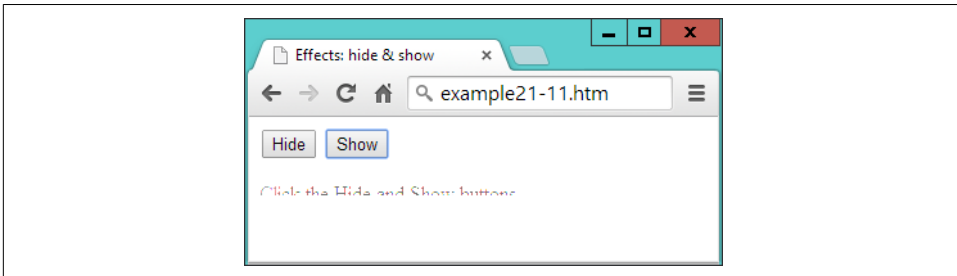 Effects: hide & show
example21-11.htm
Hide Show
Click the Hide and Show buttons